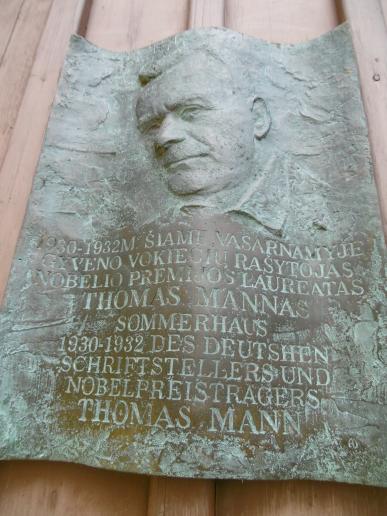 1930-1932M. ŠIAME VASARNAMYJE
GYVENO VOKIEČIŲ RAŠYTOJAS
NOBELIO PREMIJOS LAUREATAS
THOMAS MANNAS
SOMMERHAUS
1930-1932 DES DEUTSHEN
SCHRIFTSTELLERS UND
NOBELPREISTRÄGERS
THOMAS MANN